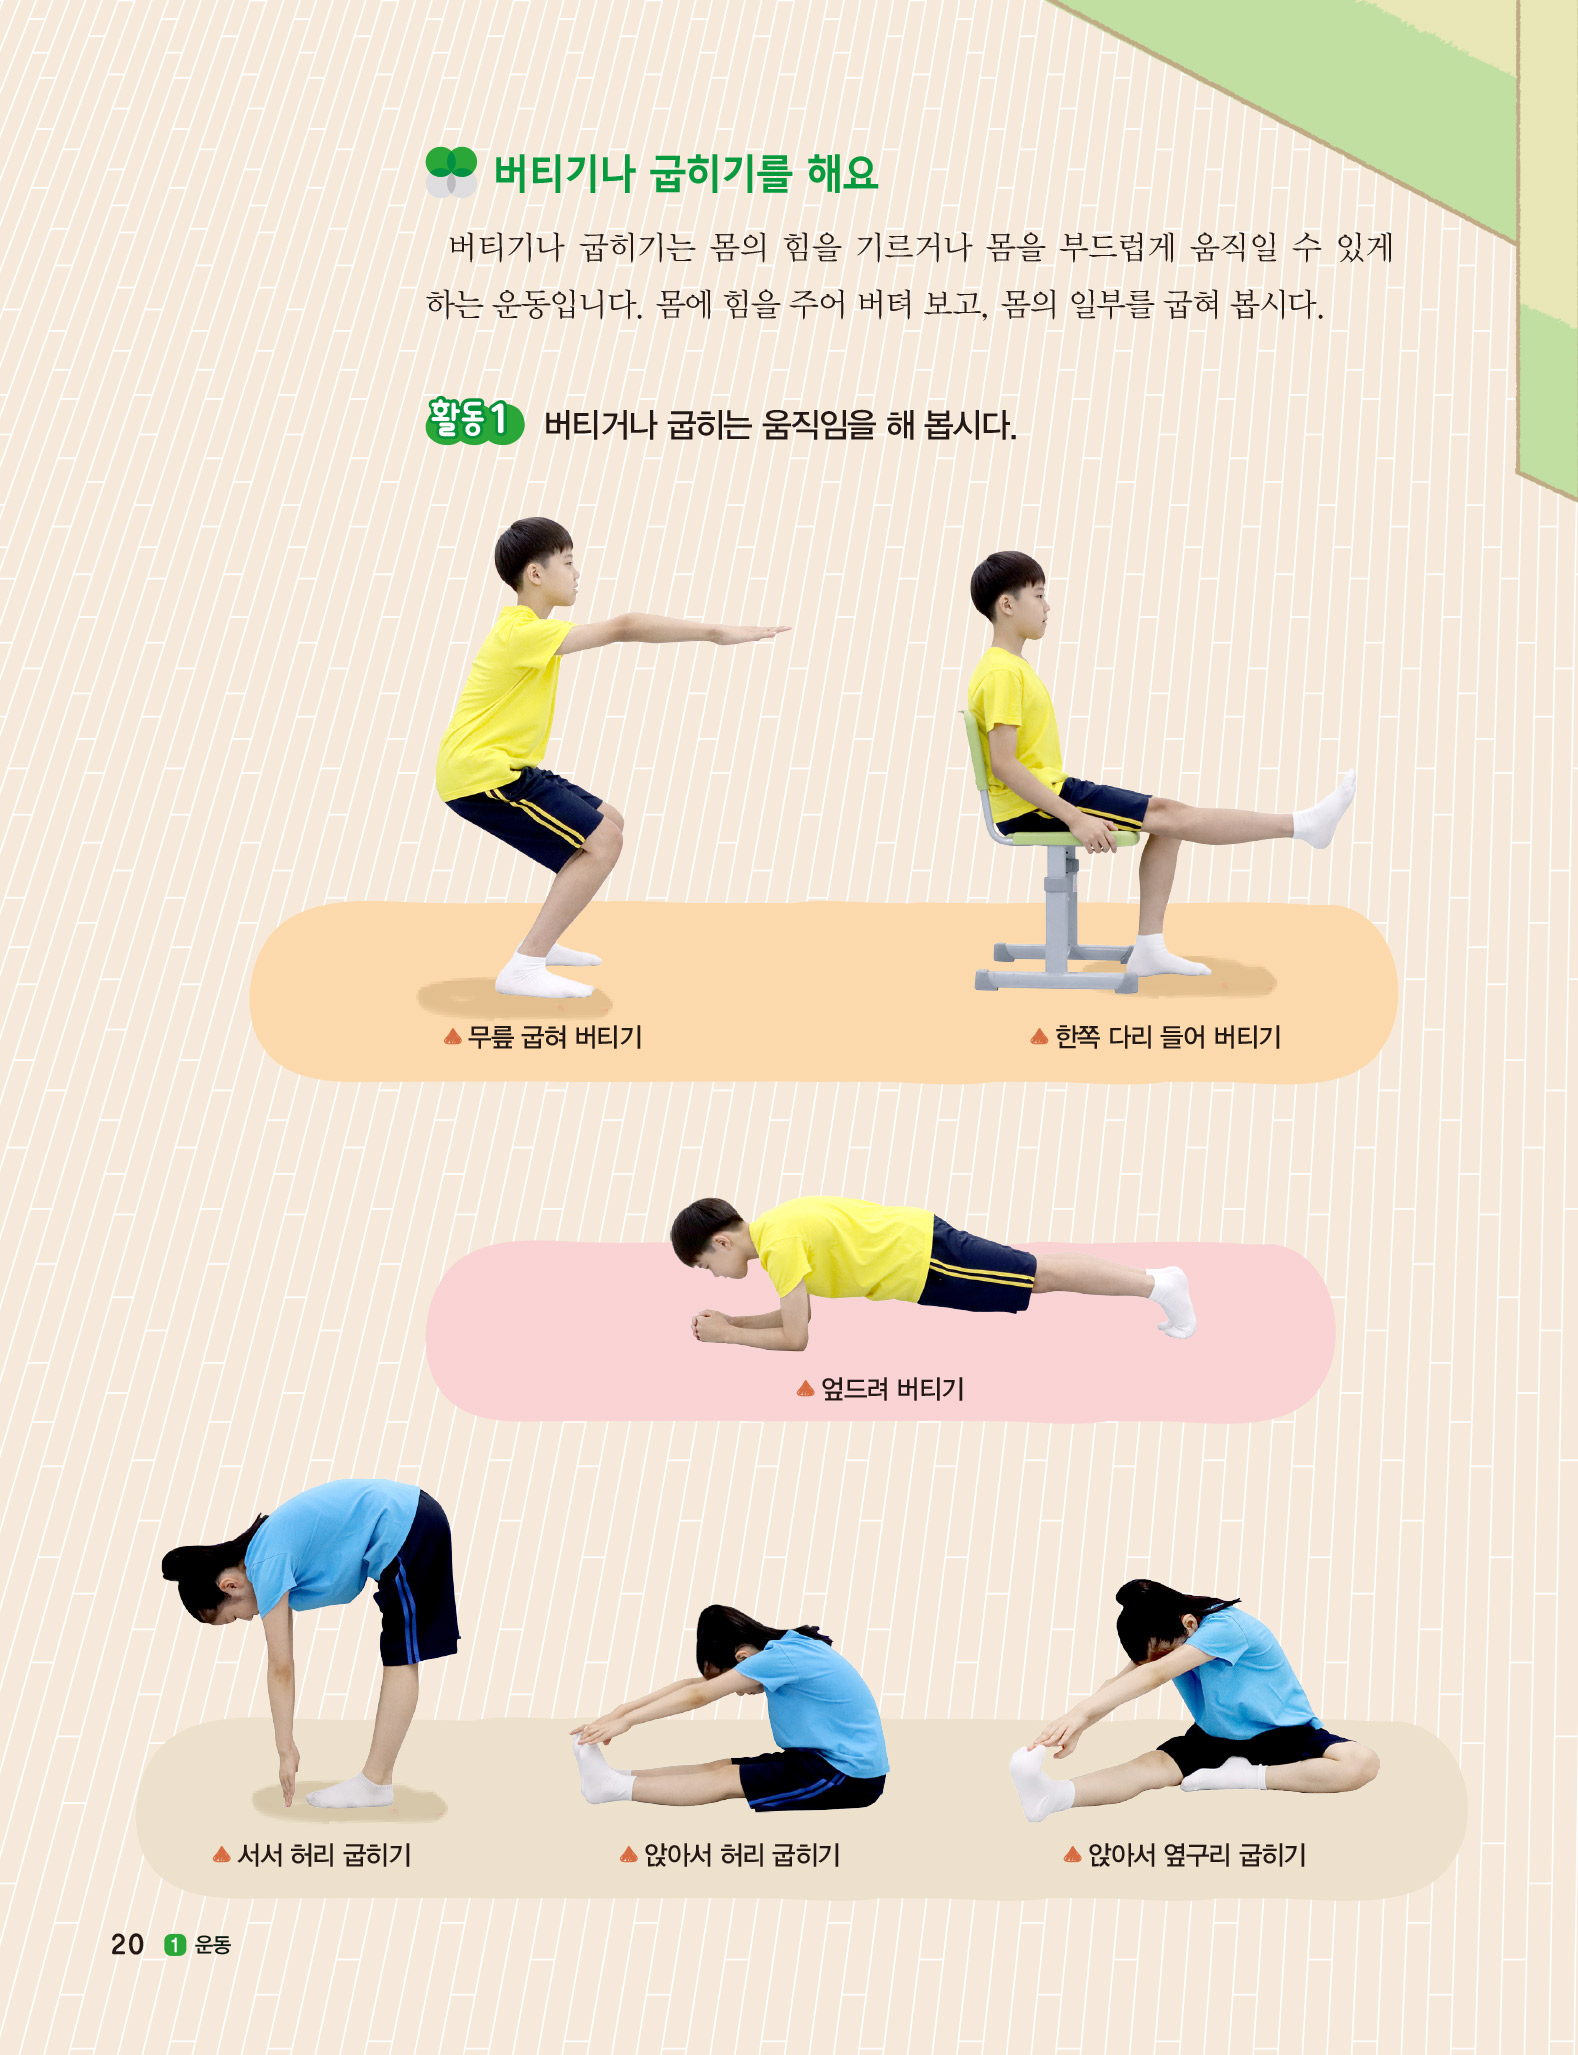 버티기나 굽히기를 해요
버티기나 굽히기는 몸의 힘을 기르거나 몸을 부드럽게 움직일 수 있게
하는 운동입니다. 몸에 힘을 주어 버텨 보고, 몸의 일부를 굽혀 봅시다.
활동1 버티거나 굽히는 움직임을 해 봅시다.
▲ 무릎 굽혀 버티기
▲ 한쪽 다리 들어 버티기
▲ 엎드려 버티기
▲ 서서 허리 굽히기
▲ 앉아서 허리 굽히기
▲ 앉아서 옆구리 굽히기
20 1 운동